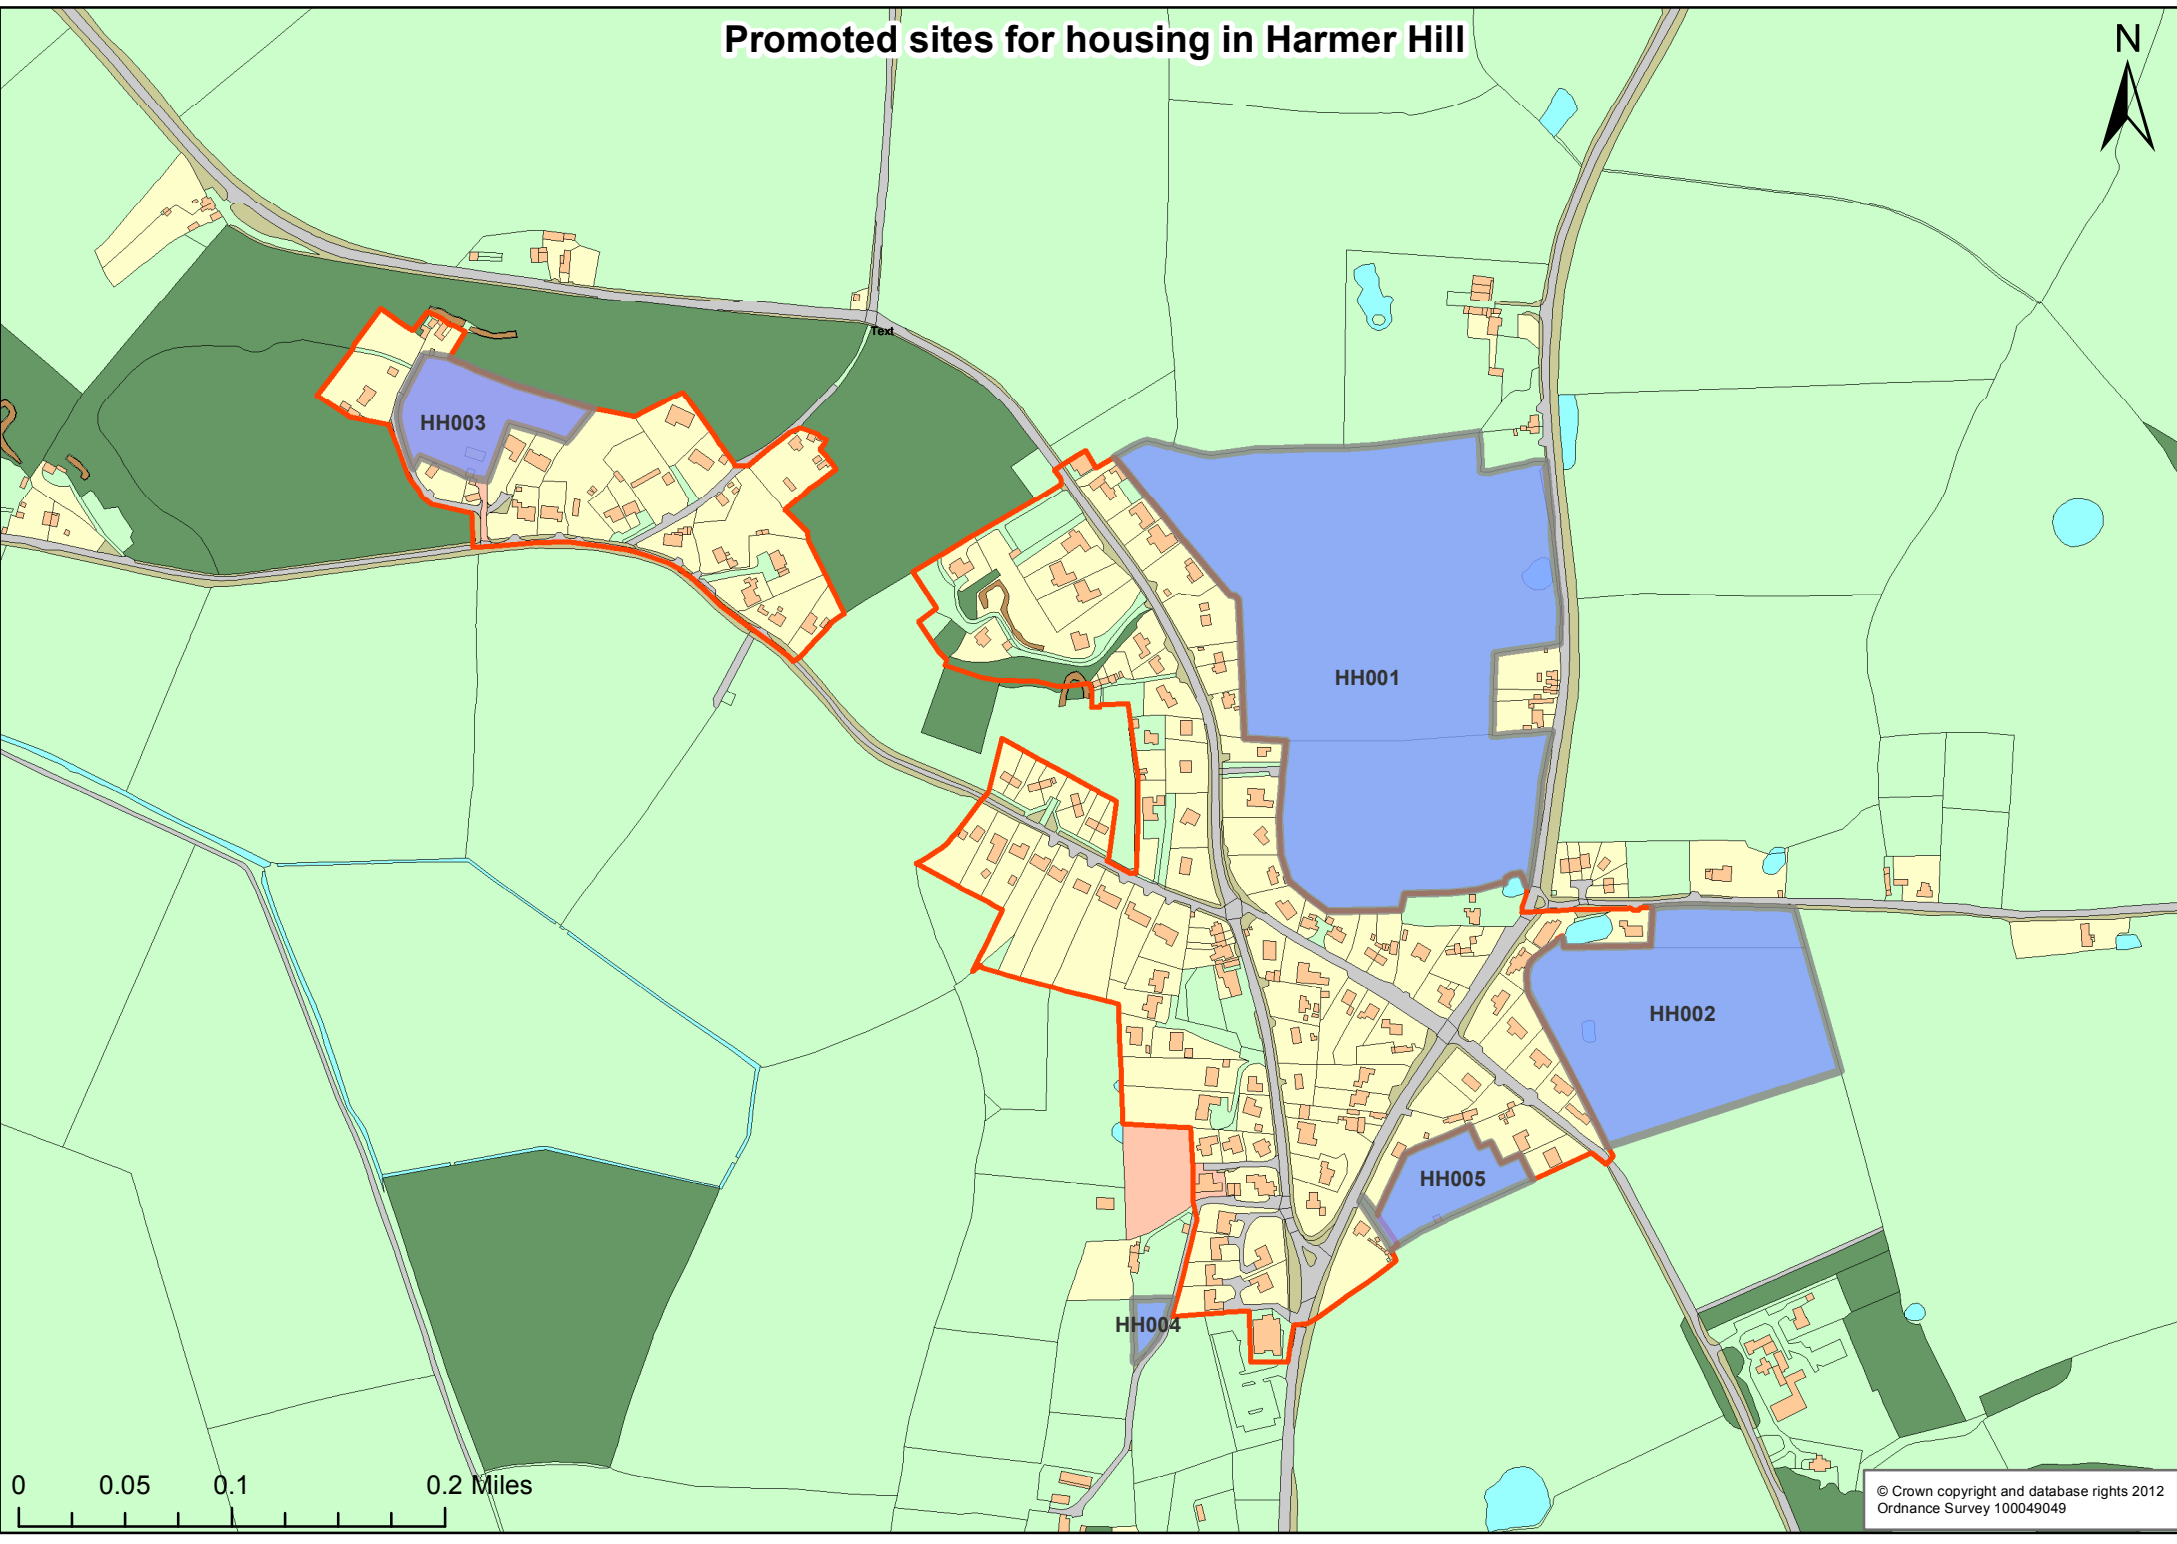 Promoted sites for housing in Harmer Hill
N
Text
HH003
HH001
HH002
HH005
HH004
0 0.05 0.1 0.2 Miles
© Crown copyright and database rights 2012
Ordnance Survey 100049049